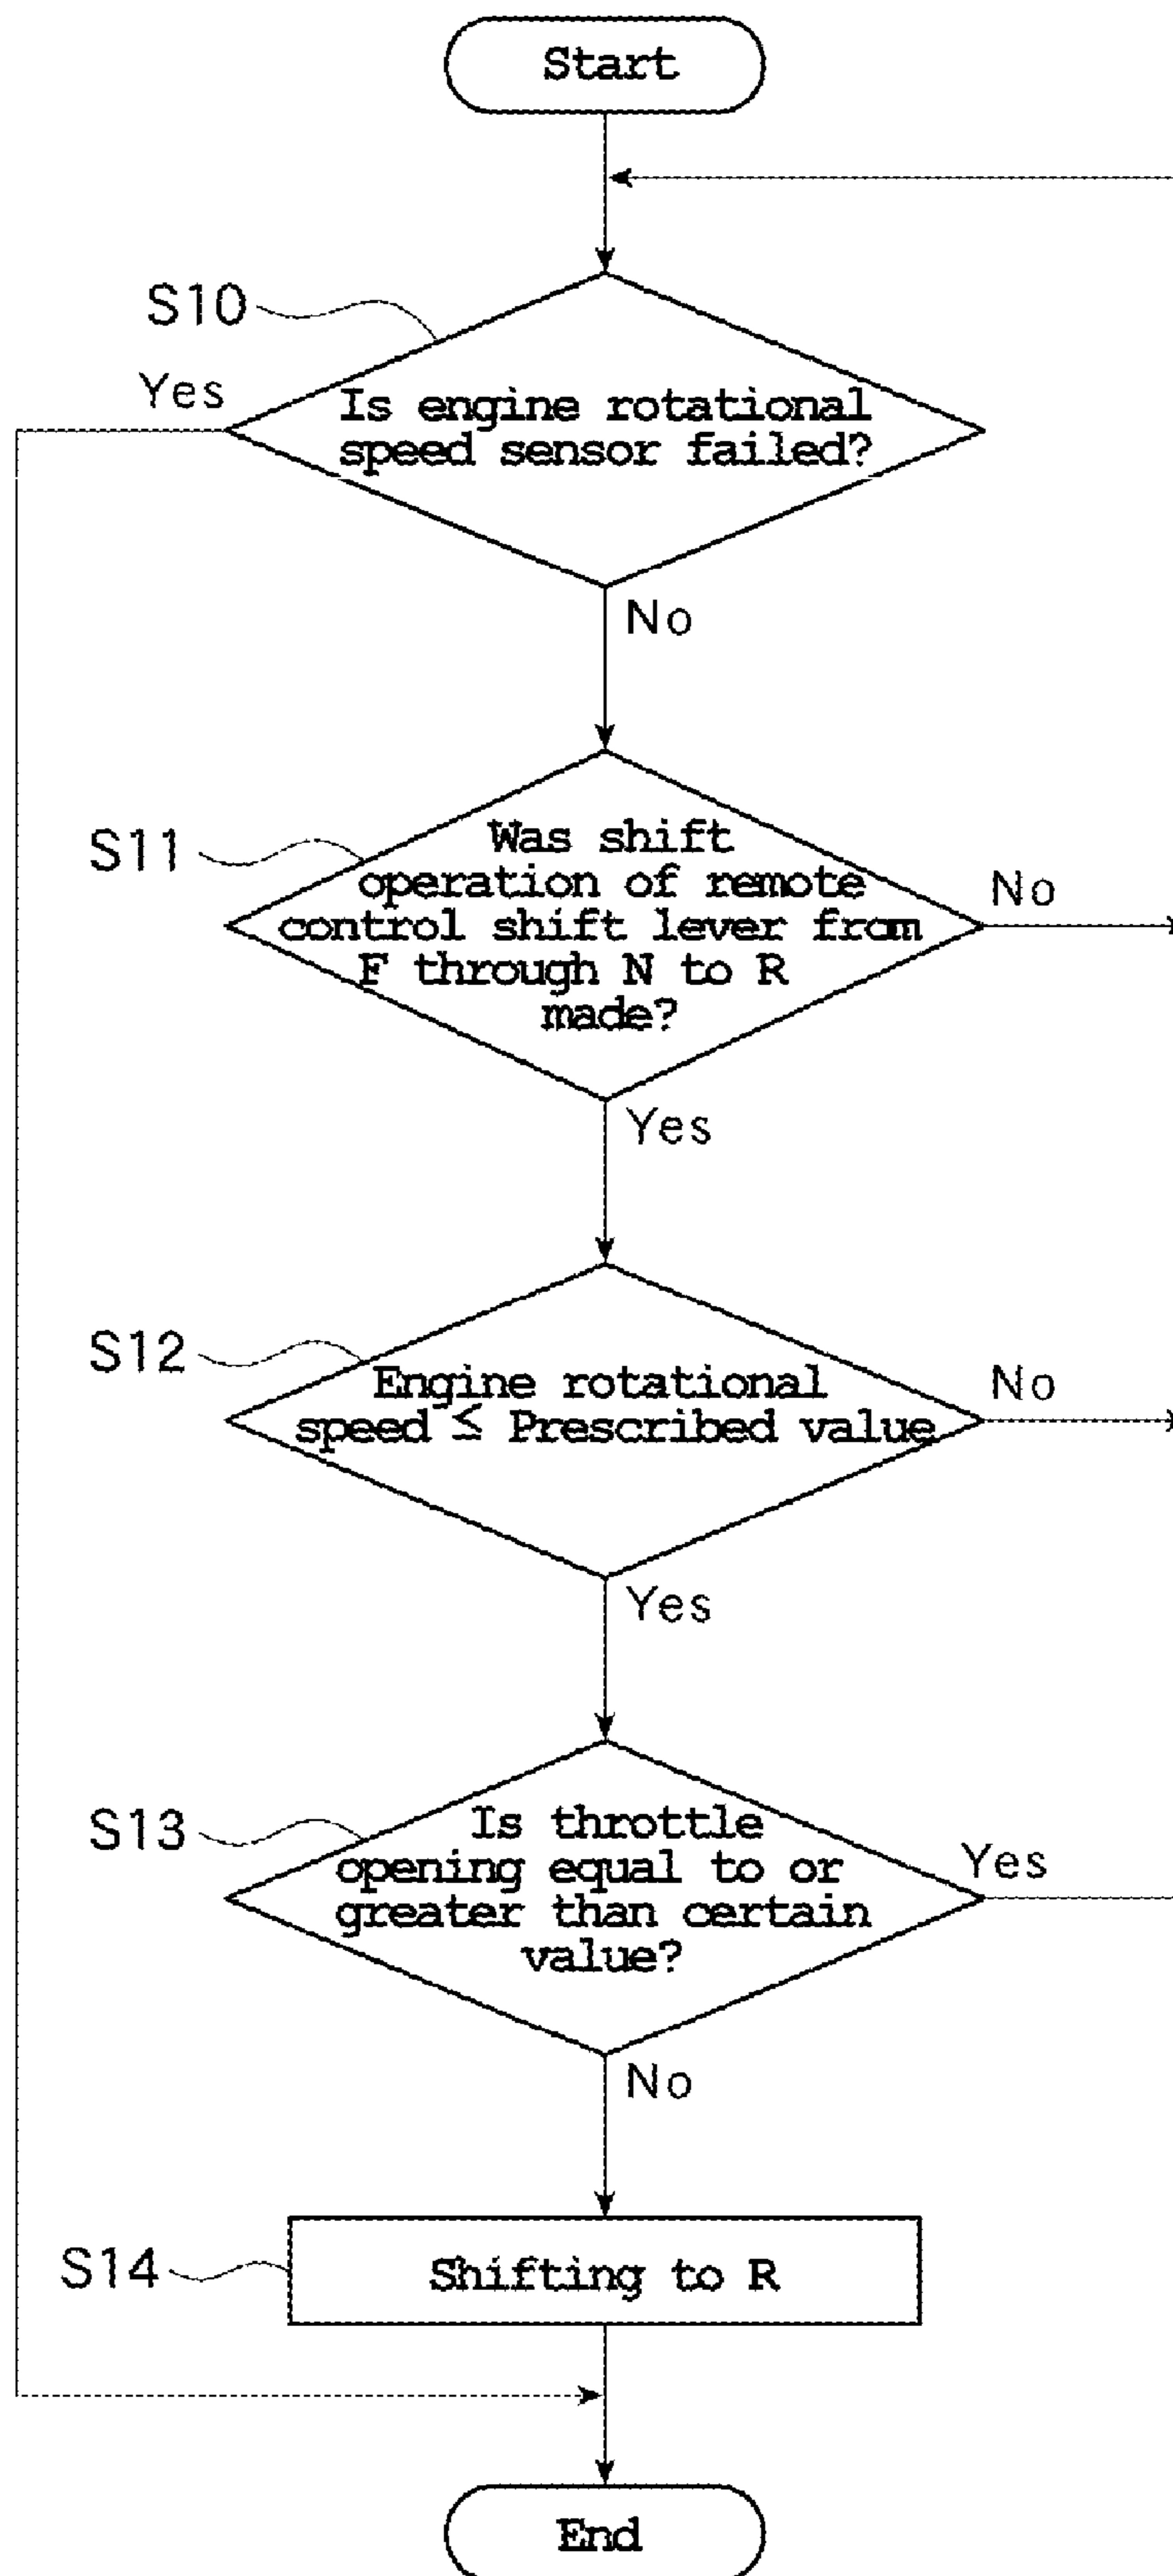 Start
S10
Yes
Is engine rotational
speed sensor failed?
No
S11
Was shift
operation of remote
control shift lever from
F through N to R
made?
No
Yes
S12
Engine rotational
speed ≤ Prescribed value
No
Yes
S13
Is throttle
opening equal to or
greater than certain
value?
Yes
No
S14
Shifting to R
End